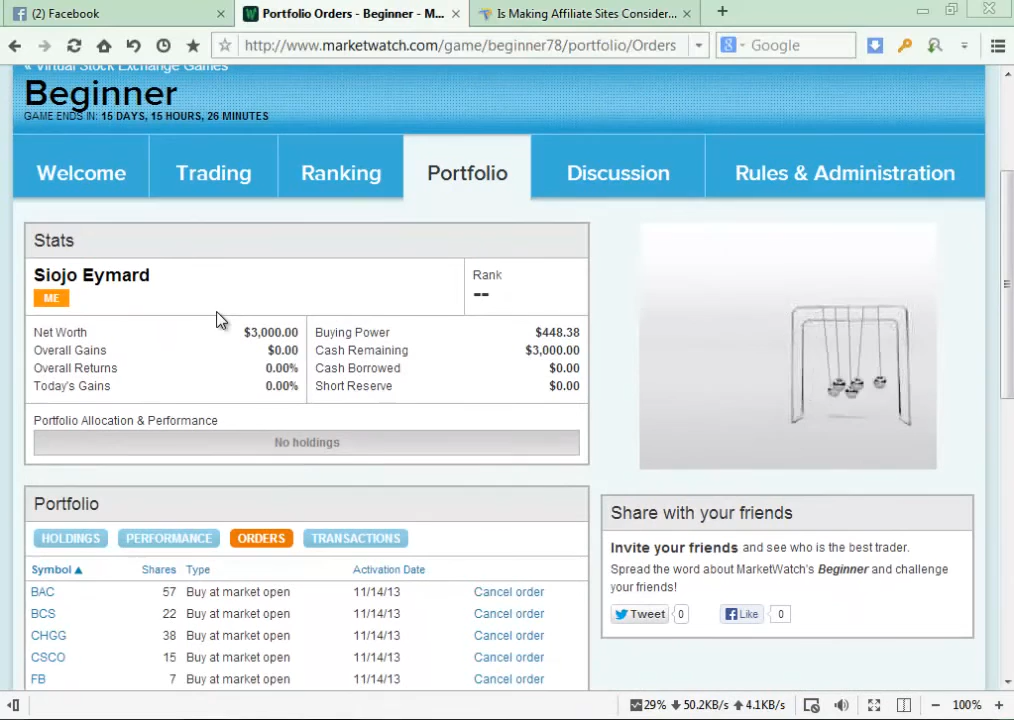 (2) Facebook
Portfolio Orders - Beginner - M...
Is Making Affiliate Sites Consider...
http://www.marketwatch.com/game/beginner78/portfolio/Orders
Google
« Virtual Stock Exchange Games
Beginner
GAME ENDS IN: 15 DAYS, 15 HOURS, 26 MINUTES
Welcome Trading Ranking Portfolio Discussion Rules & Administration
Stats
Siojo Eymard
ME
Rank
--
Net Worth $3,000.00 Buying Power $448.38
Overall Gains $0.00 Cash Remaining $3,000.00
Overall Returns 0.00% Cash Borrowed $0.00
Today's Gains 0.00% Short Reserve $0.00
Portfolio Allocation & Performance
No holdings
Portfolio
HOLDINGS PERFORMANCE ORDERS TRANSACTIONS
Symbol ▲ Shares Type Activation Date
BAC 57 Buy at market open 11/14/13 Cancel order
BCS 22 Buy at market open 11/14/13 Cancel order
CHGG 38 Buy at market open 11/14/13 Cancel order
CSCO 15 Buy at market open 11/14/13 Cancel order
FB 7 Buy at market open 11/14/13 Cancel order
Share with your friends
Invite your friends and see who is the best trader.
Spread the word about MarketWatch's Beginner and challenge
your friends!
Tweet 0 Like 0
29% 50.2KB/s 4.1KB/s 100%